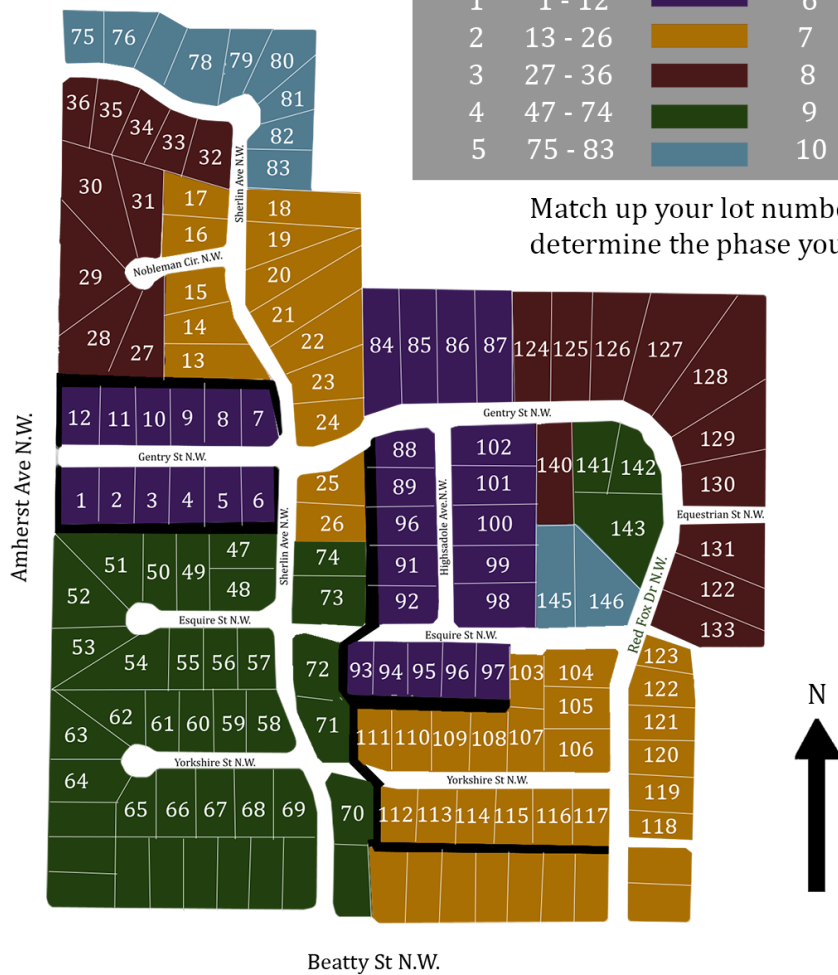 1 1 - 12 6
2 13 - 26 7
3 27 - 36 8
4 47 - 74 9
5 75 - 83 10
Match up your lot numbe
determine the phase you
75 76 78 79 80
81
82
83
36 35 34 33 32
30 31 17 18
16 19
Sherlin Ave N.W.
Nobleman Cir. N.W.
29 15 20
14 21
28 27 13 22
23
24
84 85 86 87 124 125 126 127
128
129
130
Gentry St N.W.
12 11 10 9 8 7
Gentry St N.W.
1 2 3 4 5 6
Amherst Ave N.W.
25
26
88 102 140 141 142
89 101
96 100 143
91 99
92 98 145 146
Highsadole Ave.N.W.
Equestrian St N.W.
131
122
133
Red Fox Dr N.W.
Sherlin Ave N.W.
51 50 49 47 74
48 73
52
Esquire St N.W.
Esquire St N.W.
53 54 55 56 57 72
93 94 95 96 97 103 104 123
105 122
63 62 61 60 59 58 71
111 110 109 108 107 106 121
120
Yorkshire St N.W.
Yorkshire St N.W.
64 65 66 67 68 69 70
112 113 114 115 116 117 119
118
N
Beatty St N.W.